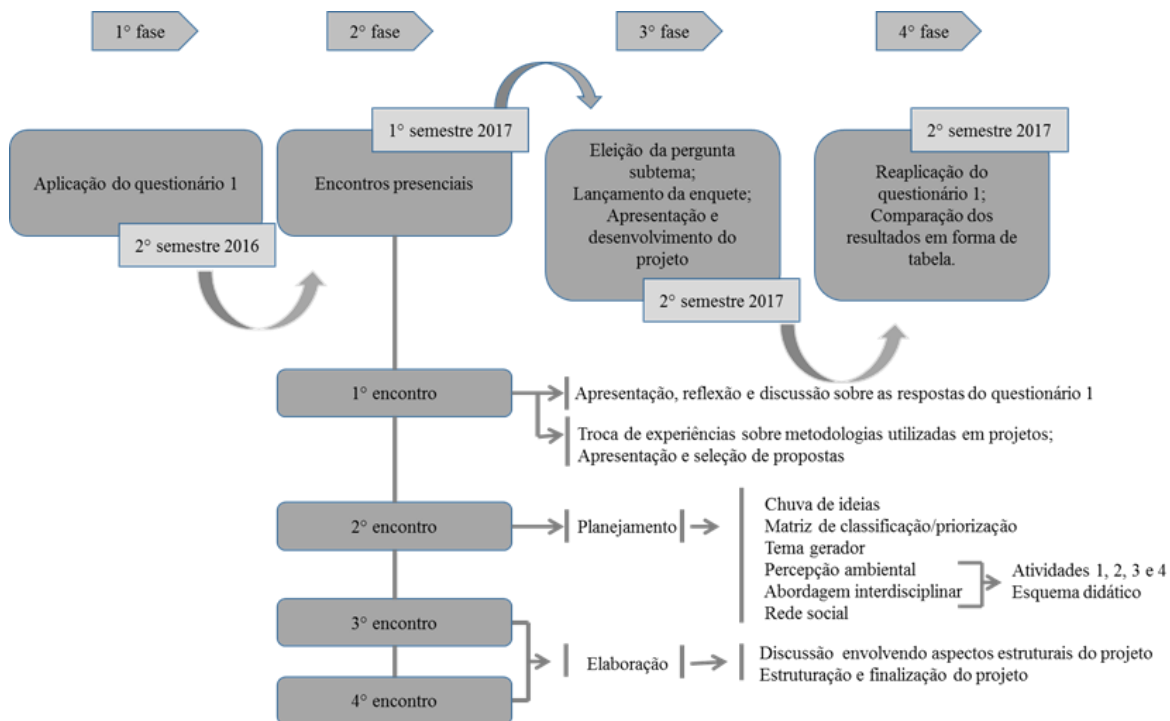 1° fase
2° fase
3° fase
4° fase
Aplicação do questionário 1
2° semestre 2016
1° semestre 2017
Encontros presenciais
Eleição da pergunta
subtema;
Lançamento da enquete;
Apresentação e
desenvolvimento do
projeto
2° semestre 2017
2° semestre 2017
Reaplicação do
questionário 1;
Comparação dos
resultados em forma de
tabela.
1° encontro
Apresentação, reflexão e discussão sobre as respostas do questionário 1
Troca de experiências sobre metodologias utilizadas em projetos;
Apresentação e seleção de propostas
2° encontro
Planejamento
Chuva de ideias
Matriz de classificação/priorização
Tema gerador
Percepção ambiental
Abordagem interdisciplinar
Rede social
Atividades 1, 2, 3 e 4
Esquema didático
3° encontro
4° encontro
Elaboração
Discussão envolvendo aspectos estruturais do projeto
Estruturação e finalização do projeto